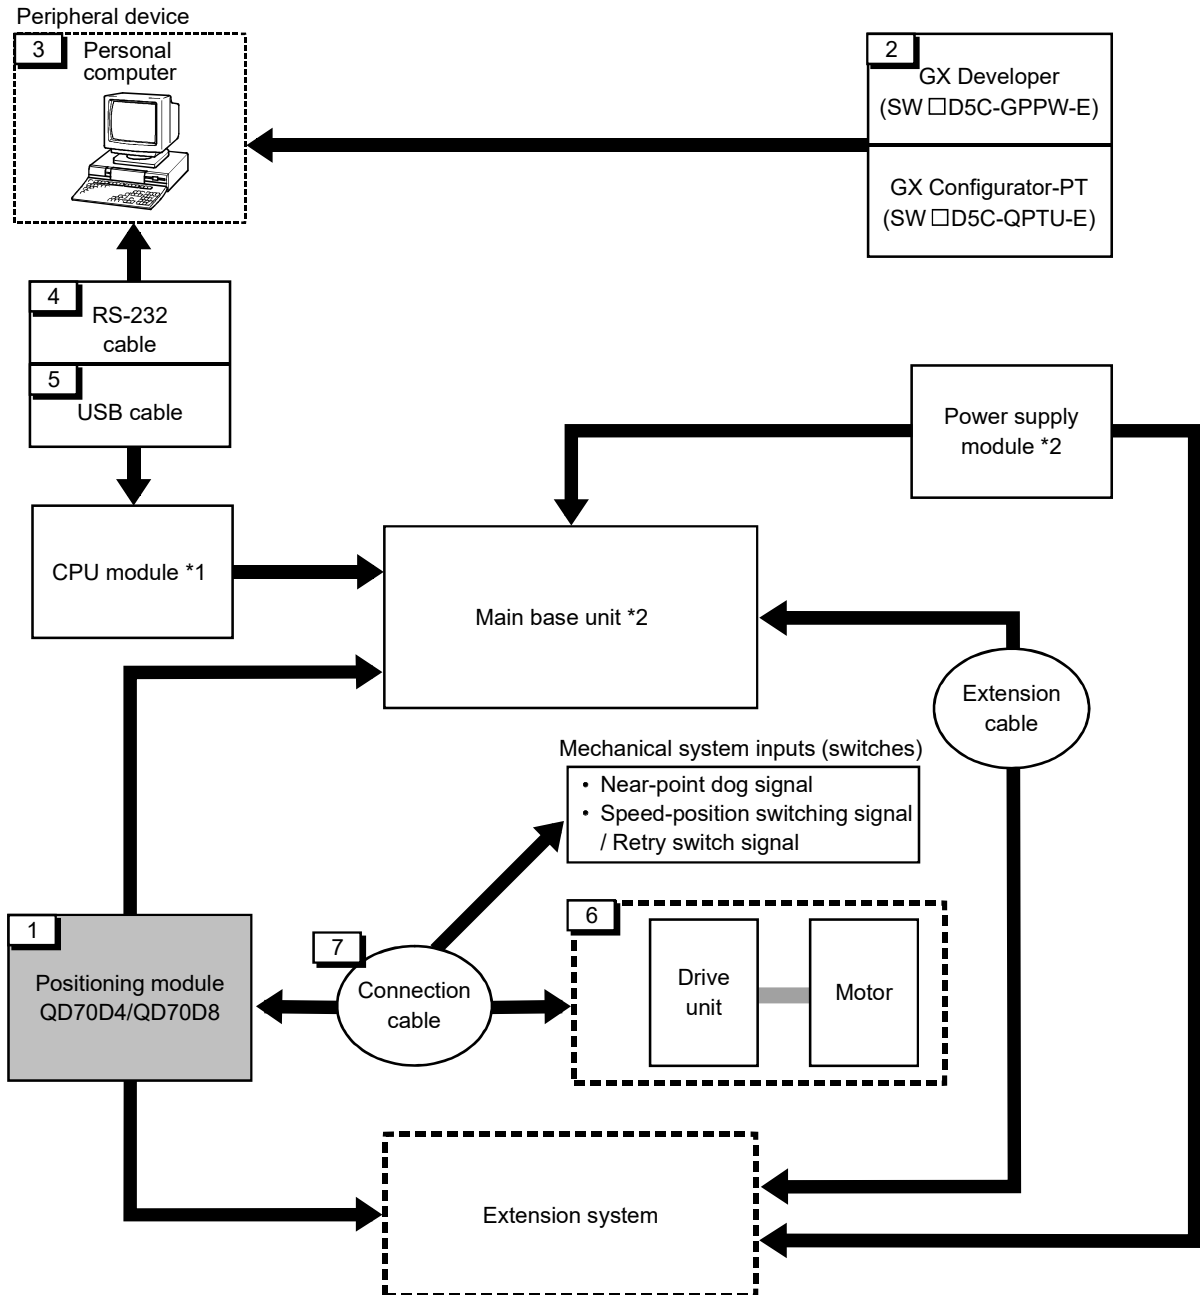 Peripheral device
3
Personal
computer
2
GX Developer
(SW □D5C-GPPW-E)
GX Configurator-PT
(SW □D5C-QPTU-E)
4
RS-232
cable
5
USB cable
Power supply
module *2
CPU module *1
Main base unit *2
Extension
cable
Mechanical system inputs (switches)
• Near-point dog signal
• Speed-position switching signal
/ Retry switch signal
1
Positioning module
QD70D4/QD70D8
7
Connection
cable
6
Drive
unit
Motor
Extension system